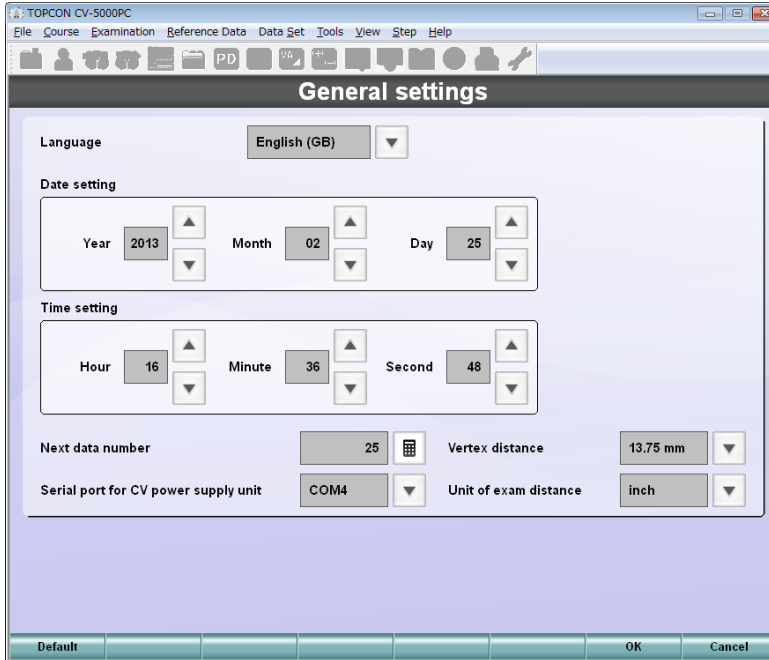 TOPCON CV-5000PC
File Course Examination Reference Data Data Set Tools View Step Help
PD VA
General settings
Language English (GB)
Date setting
Year 2013 Month 02 Day 25
Time setting
Hour 16 Minute 36 Second 48
Next data number 25 Vertex distance 13.75 mm
Serial port for CV power supply unit COM4 Unit of exam distance inch
Default OK Cancel